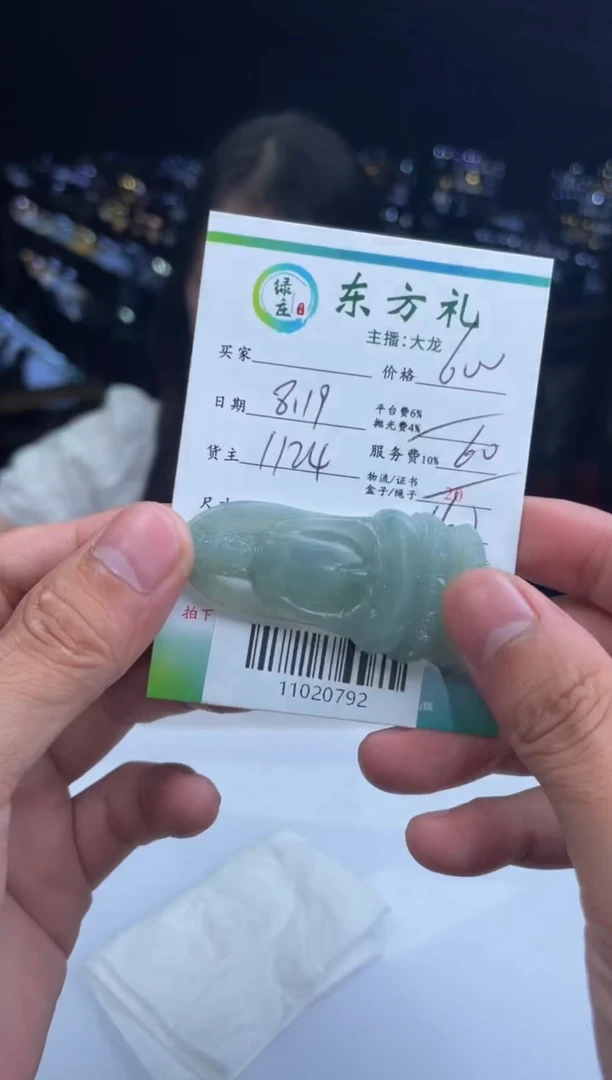 绿庄
东方礼
主播：大龙
买家
价格 600
日期 8.19
平台费6%
抛光费4%
货主 1124
服务费10% 60
物流/证书
盒子/绳子
拍下
11020792